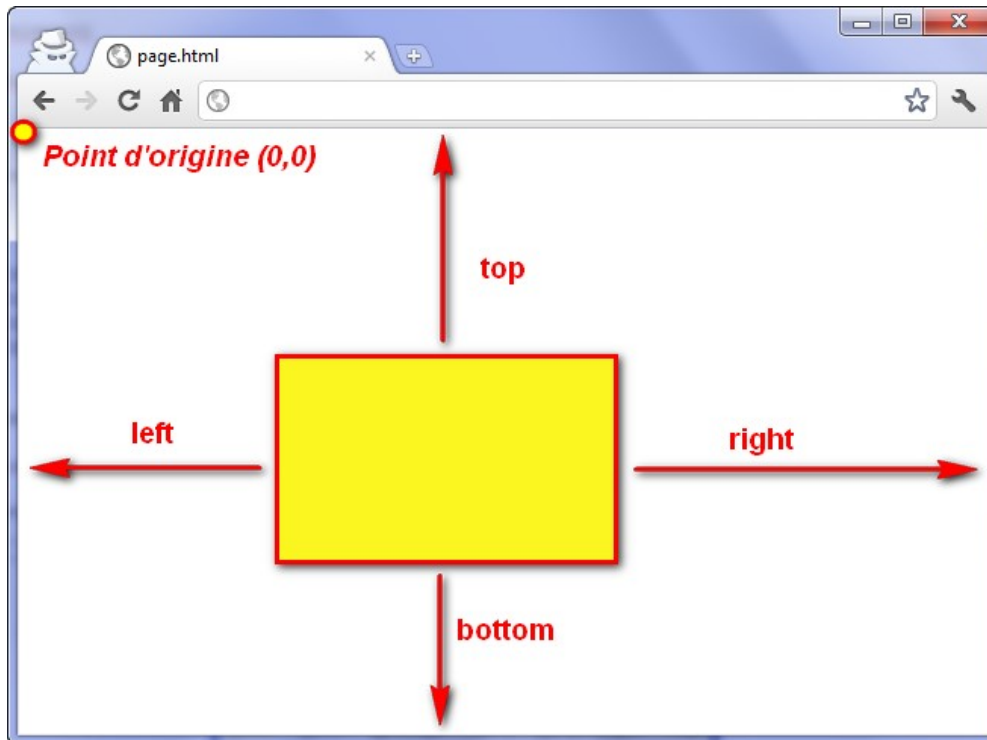 page.html
Point d'origine (0,0)
top
left
right
bottom